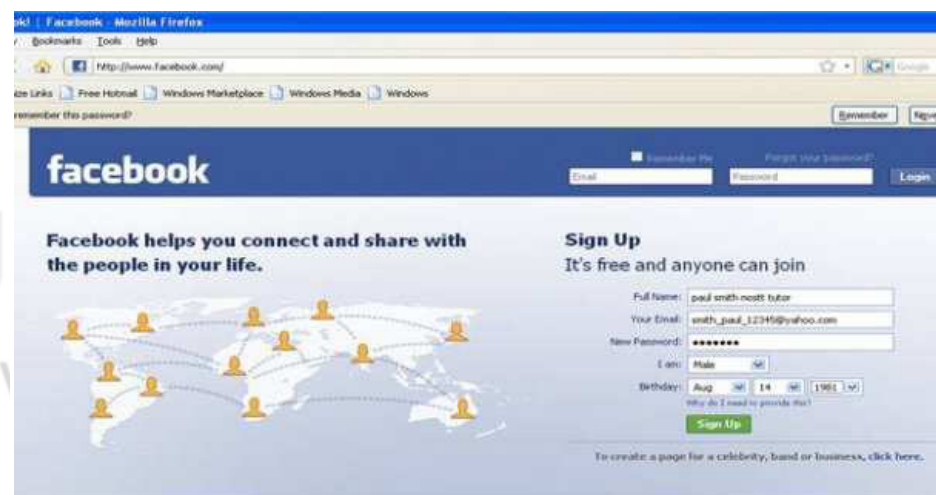 ok! | Facebook - Mozilla Firefox
Bookmarks Tools Help
http://www.facebook.com/
Google
ize Links Free Hotmail Windows Marketplace Windows Media Windows
remember this password?
Remember
facebook
Remember Me Forgot your password?
Email Password Login
Facebook helps you connect and share with
the people in your life.
Sign Up
It's free and anyone can join
Full Name: paul smith-nostt tutor
Your Email: smith_paul_12345@yahoo.com
New Password:
I am: Male
Birthday: Aug 14 1981
Why do I need to provide this?
Sign Up
To create a page for a celebrity, band or business, click here.